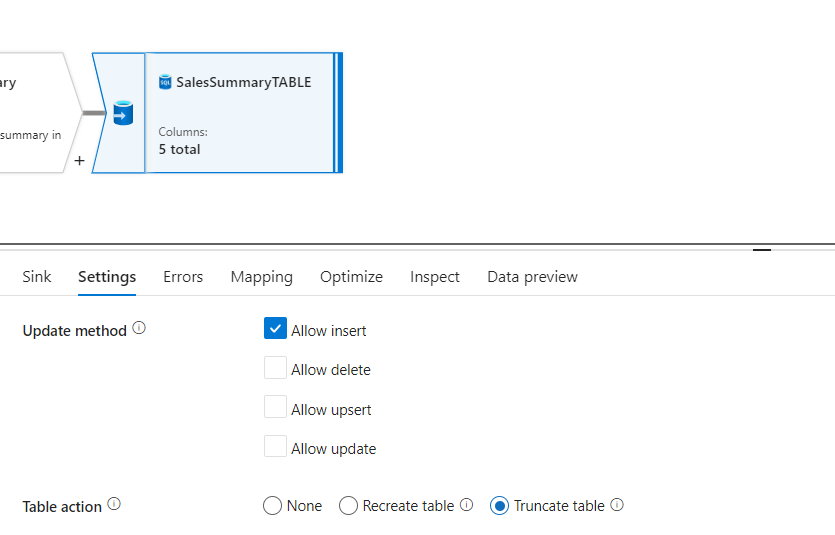 ary
SQL SalesSummaryTABLE
summary in
Columns:
5 total
+
Sink Settings Errors Mapping Optimize Inspect Data preview
Update method
Allow insert
Allow delete
Allow upsert
Allow update
Table action
None Recreate table Truncate table